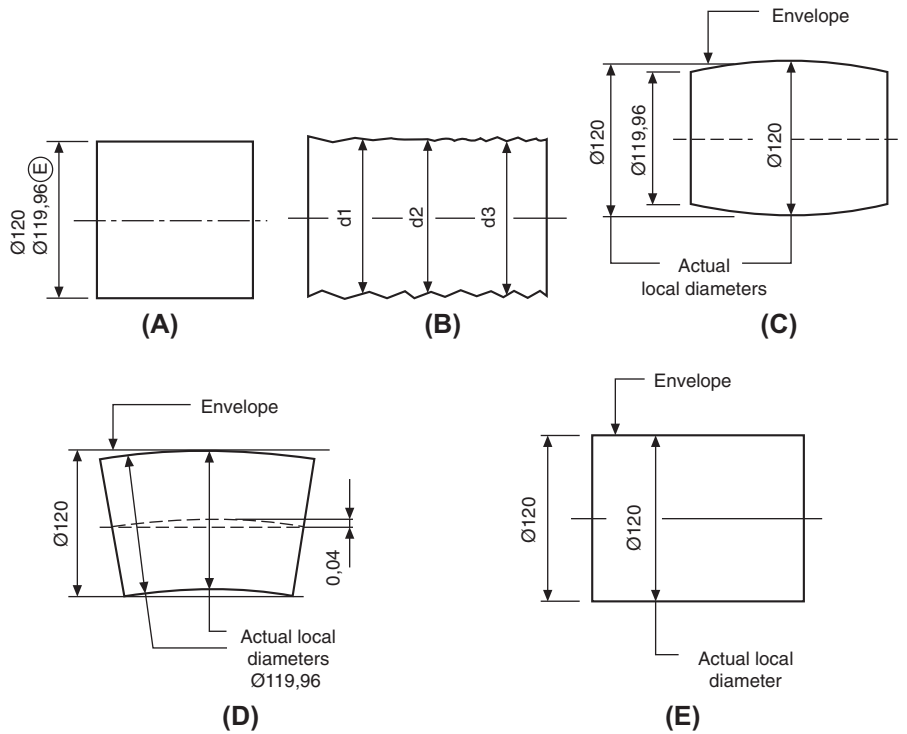 Ø120
Ø119,96 Ⓔ
(A)
d1
d2
d3
(B)
Envelope
Ø120
Ø119,96
Ø120
Actual
local diameters
(C)
Envelope
Ø120
0,04
Actual local
diameters
Ø119,96
(D)
Envelope
Ø120
Ø120
Actual local
diameter
(E)